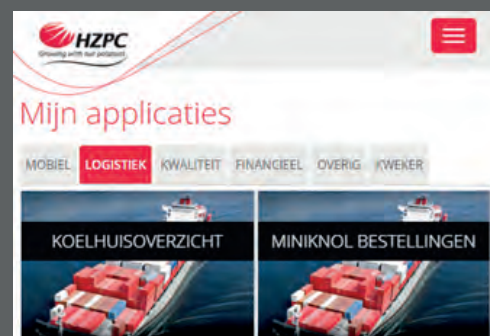 HZPC
Growing with our potatoes
Mijn applicaties
MOBIEL LOGISTIEK KWALITEIT FINANCIEEL OVERIG KWEKER
KOELHUISOVERZICHT MINIKNOL BESTELLINGEN